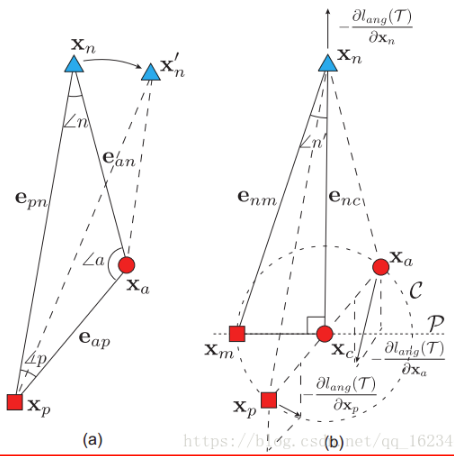 x_n
x'_n
∠n
e_pn
e'_an
∠a
x_a
e_ap
∡p
x_p
(a)
-∂l_ang(T)/∂x_n
x_n
∠n'
e_nm
e_nc
x_a
C
P
x_m
x_c
-∂l_ang(T)/∂x_a
-∂l_ang(T)/∂x_p
x_p
(b)
https://blog.csdn.net/qq_16234